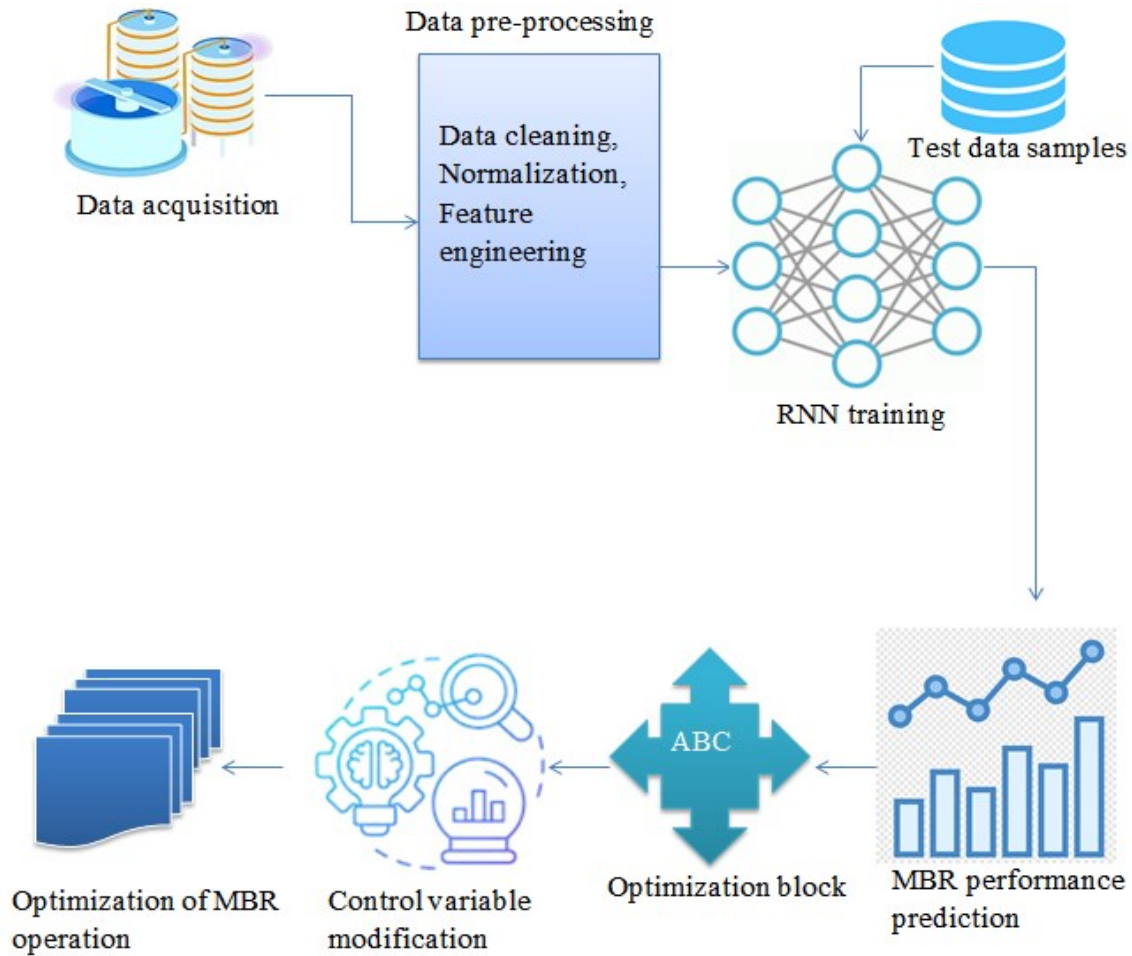 Data pre-processing
Data cleaning,
Normalization,
Feature
engineering
Test data samples
Data acquisition
RNN training
ABC
Optimization of MBR
operation
Control variable
modification
Optimization block
MBR performance
prediction